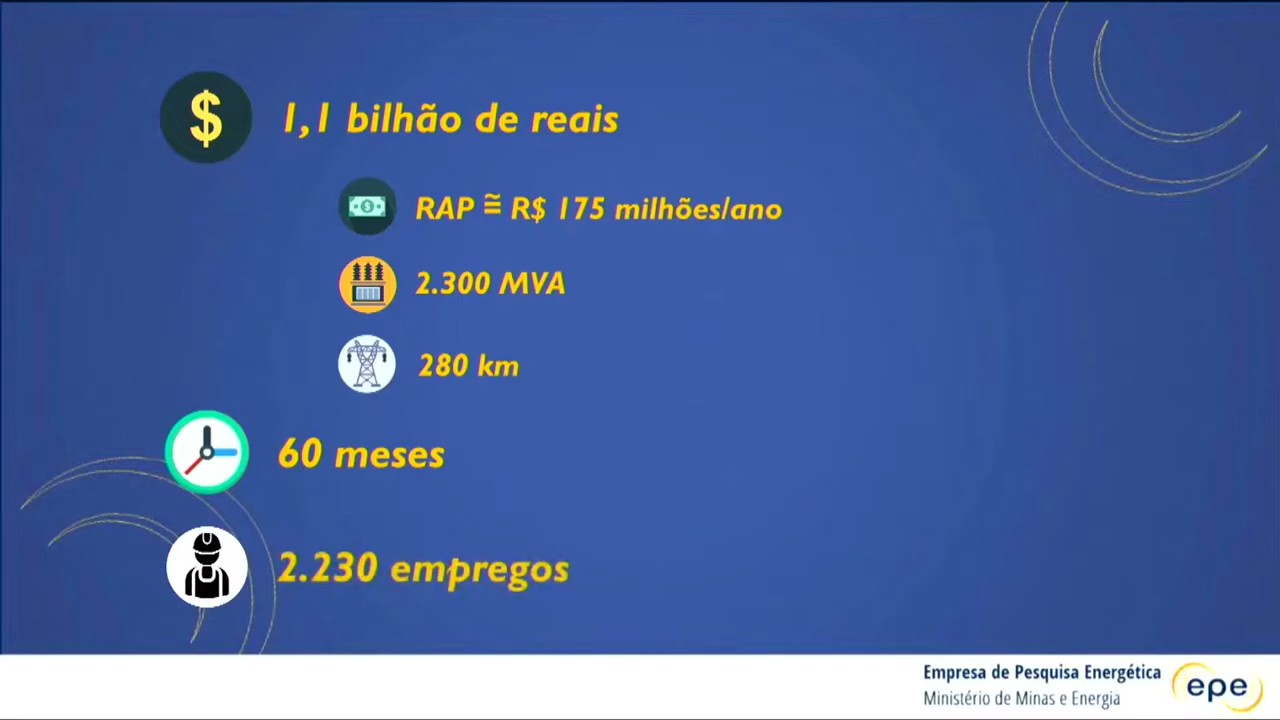 $
1,1 bilhão de reais
$
RAP ≅ R$ 175 milhões/ano
2.300 MVA
280 km
60 meses
2.230 empregos
Empresa de Pesquisa Energética
Ministério de Minas e Energia
epe